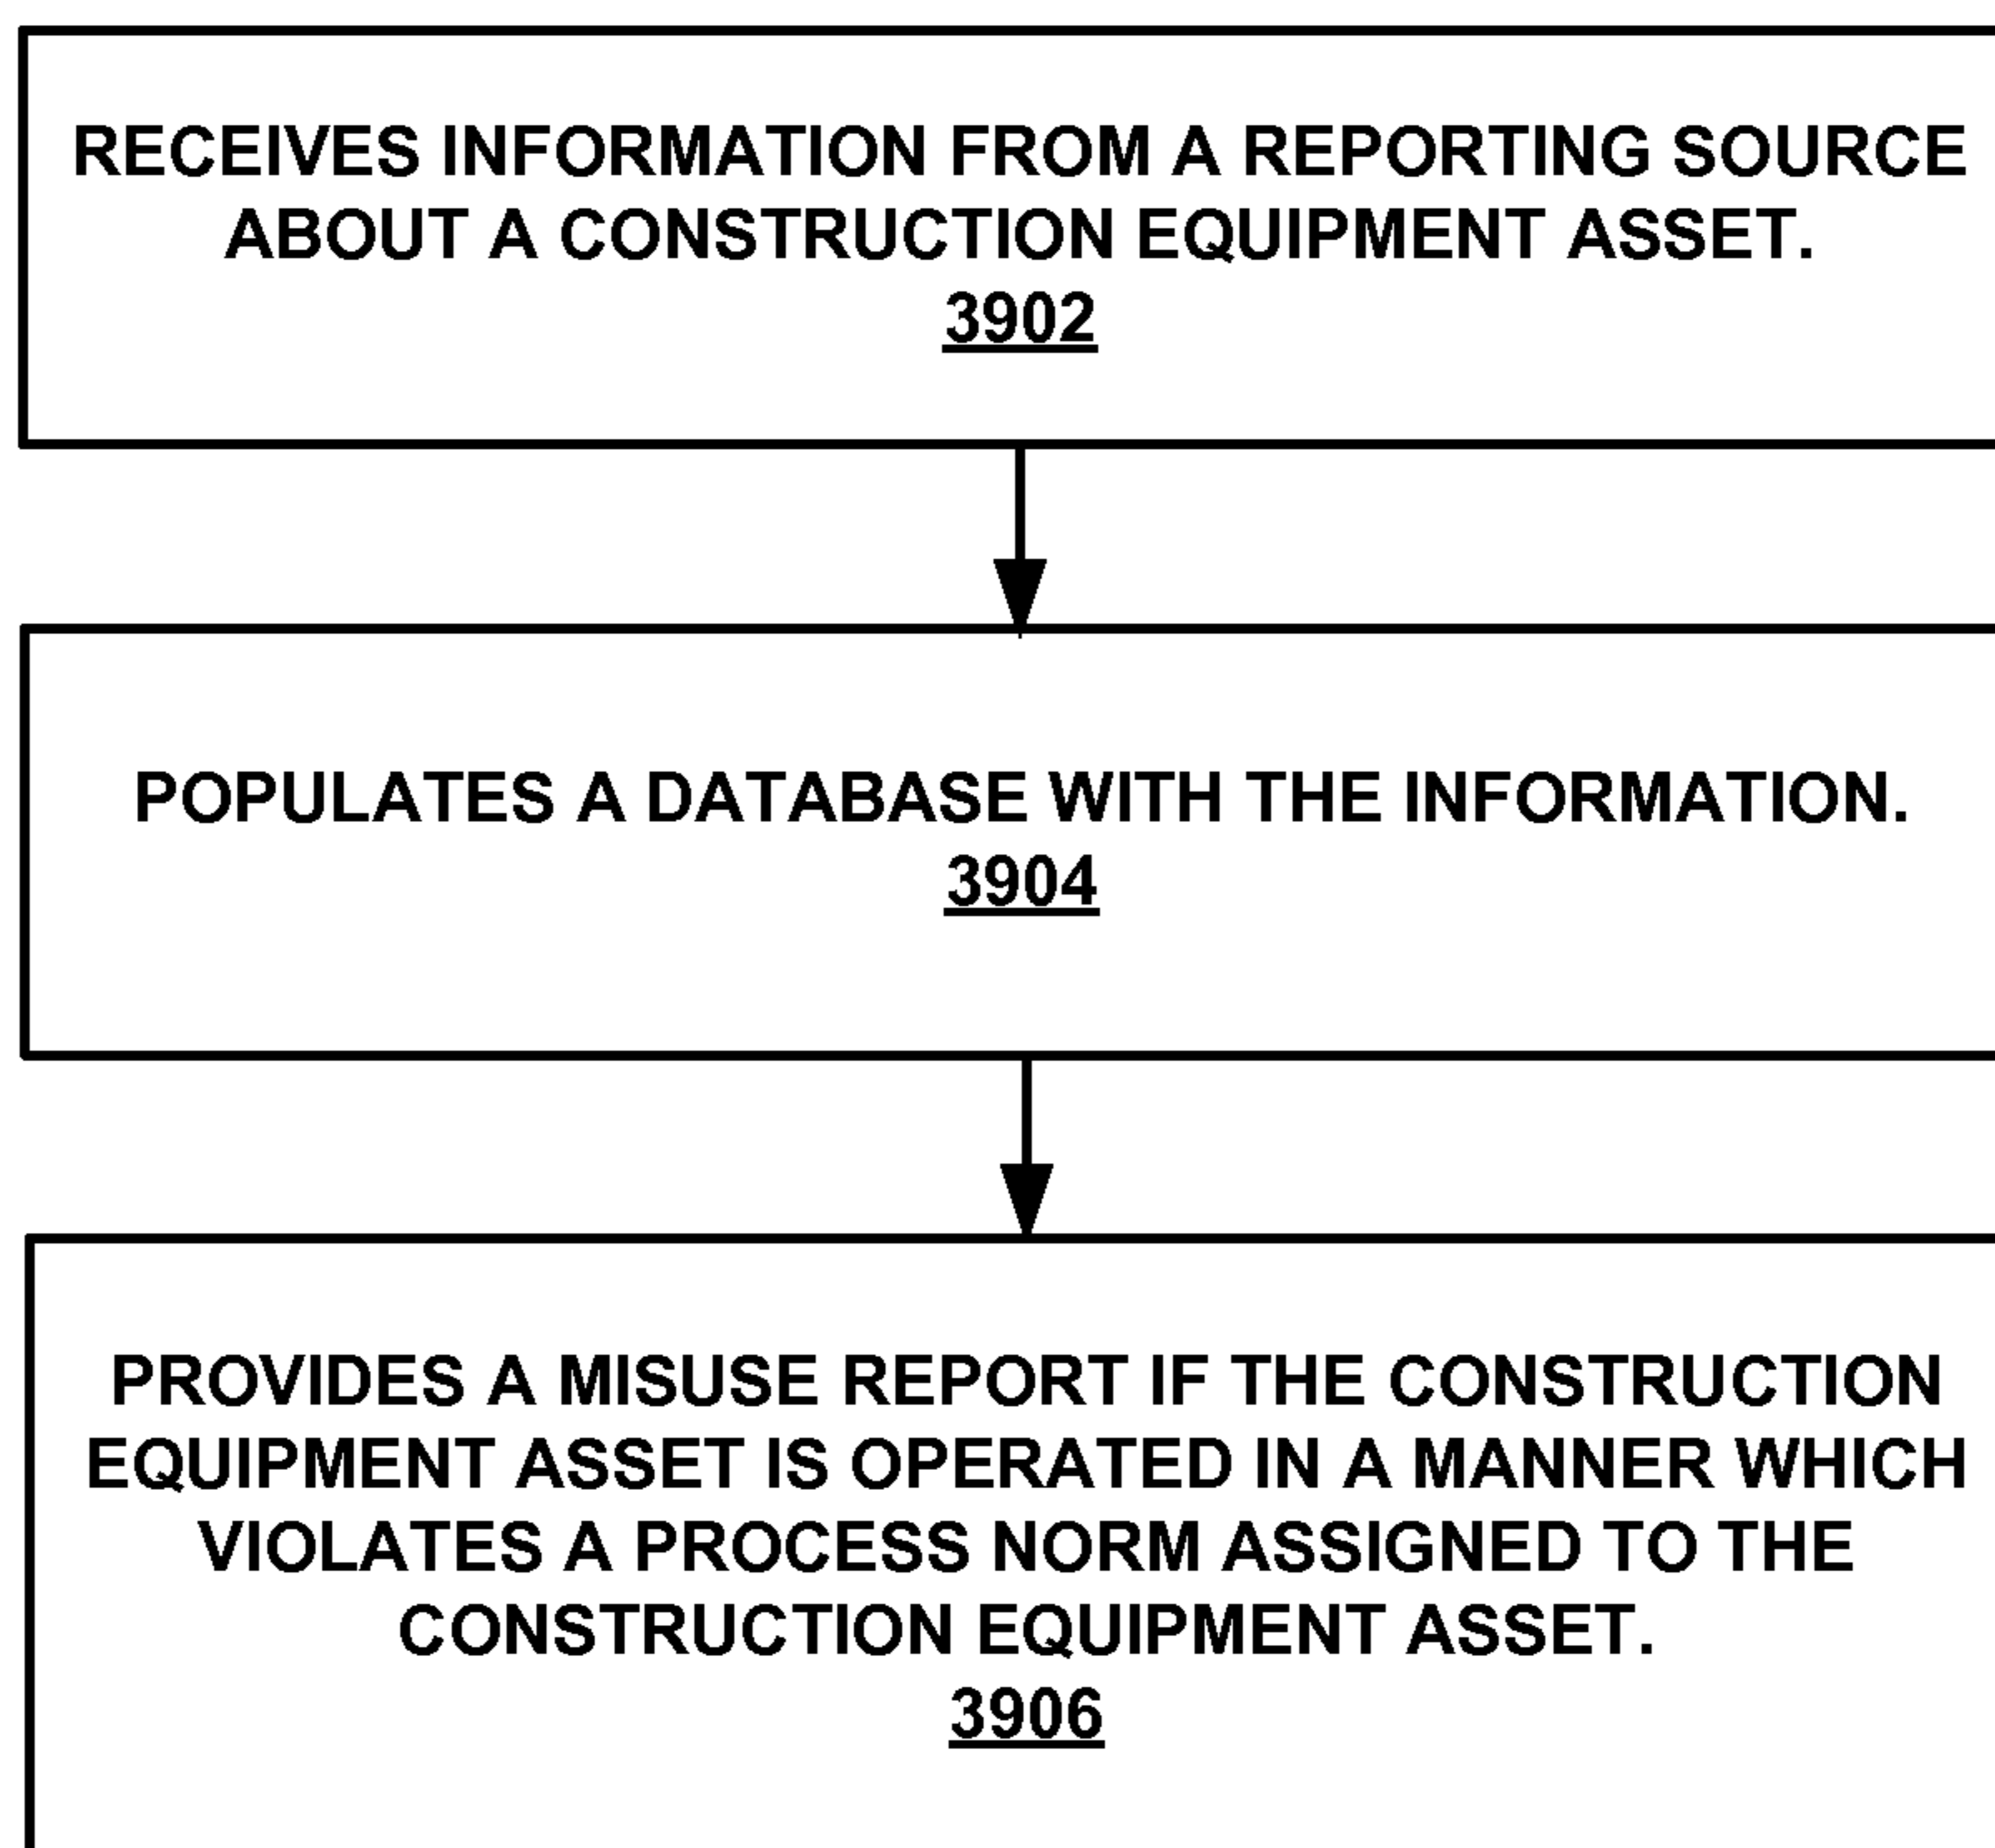 RECEIVES INFORMATION FROM A REPORTING SOURCE
ABOUT A CONSTRUCTION EQUIPMENT ASSET.
3902
POPULATES A DATABASE WITH THE INFORMATION.
3904
PROVIDES A MISUSE REPORT IF THE CONSTRUCTION
EQUIPMENT ASSET IS OPERATED IN A MANNER WHICH
VIOLATES A PROCESS NORM ASSIGNED TO THE
CONSTRUCTION EQUIPMENT ASSET.
3906